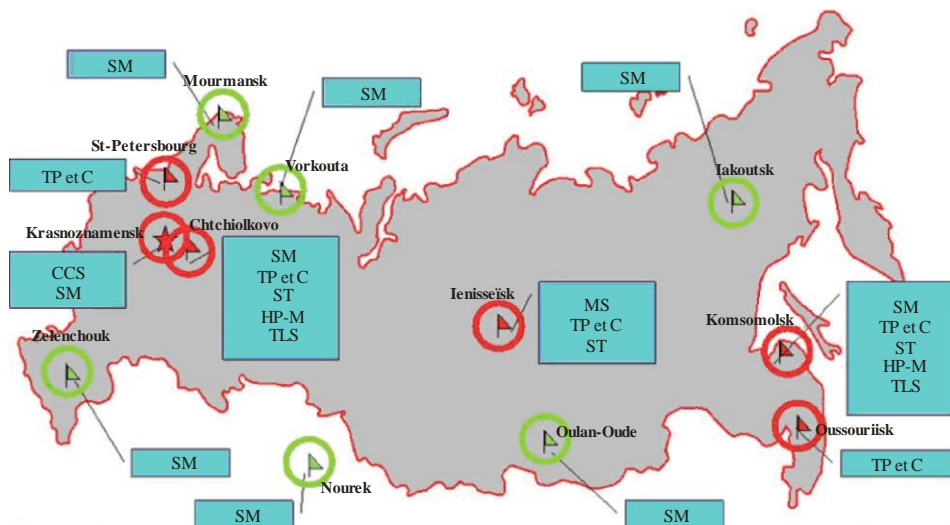 SM
Mourmansk
SM
SM
St-Petersbourg
TP et C
Vorkouta
Iakoutsk
Krasnoznamensk
Chtchiolkovo
CCS
SM
SM
TP et C
ST
HP-M
TLS
Ienisseïsk
MS
TP et C
ST
Komsomolsk
SM
TP et C
ST
HP-M
TLS
Zelenchouk
SM
Nourek
SM
Oulan-Oude
SM
Oussouriisk
TP et C